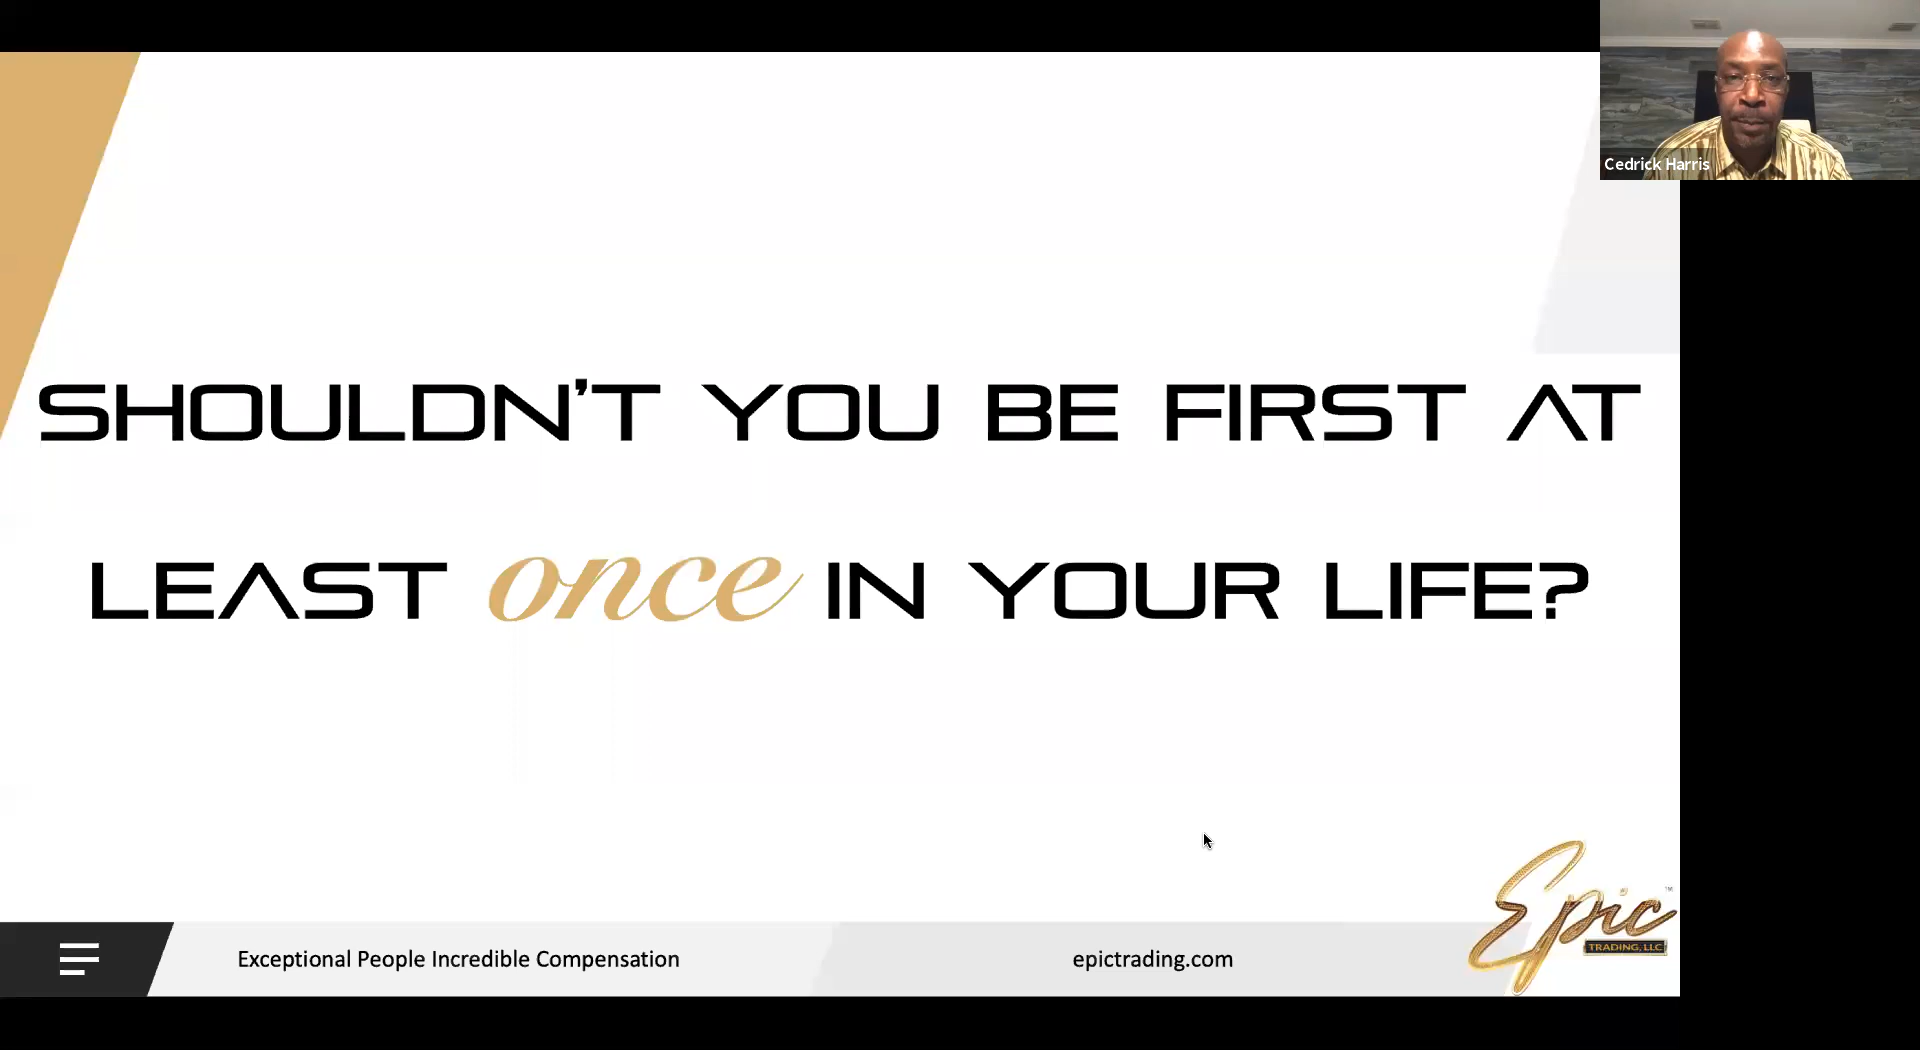 Cedrick Harris
SHOULDN'T YOU BE FIRST AT
LEAST once IN YOUR LIFE?
Exceptional People Incredible Compensation
epictrading.com
Epic™
TRADING, LLC